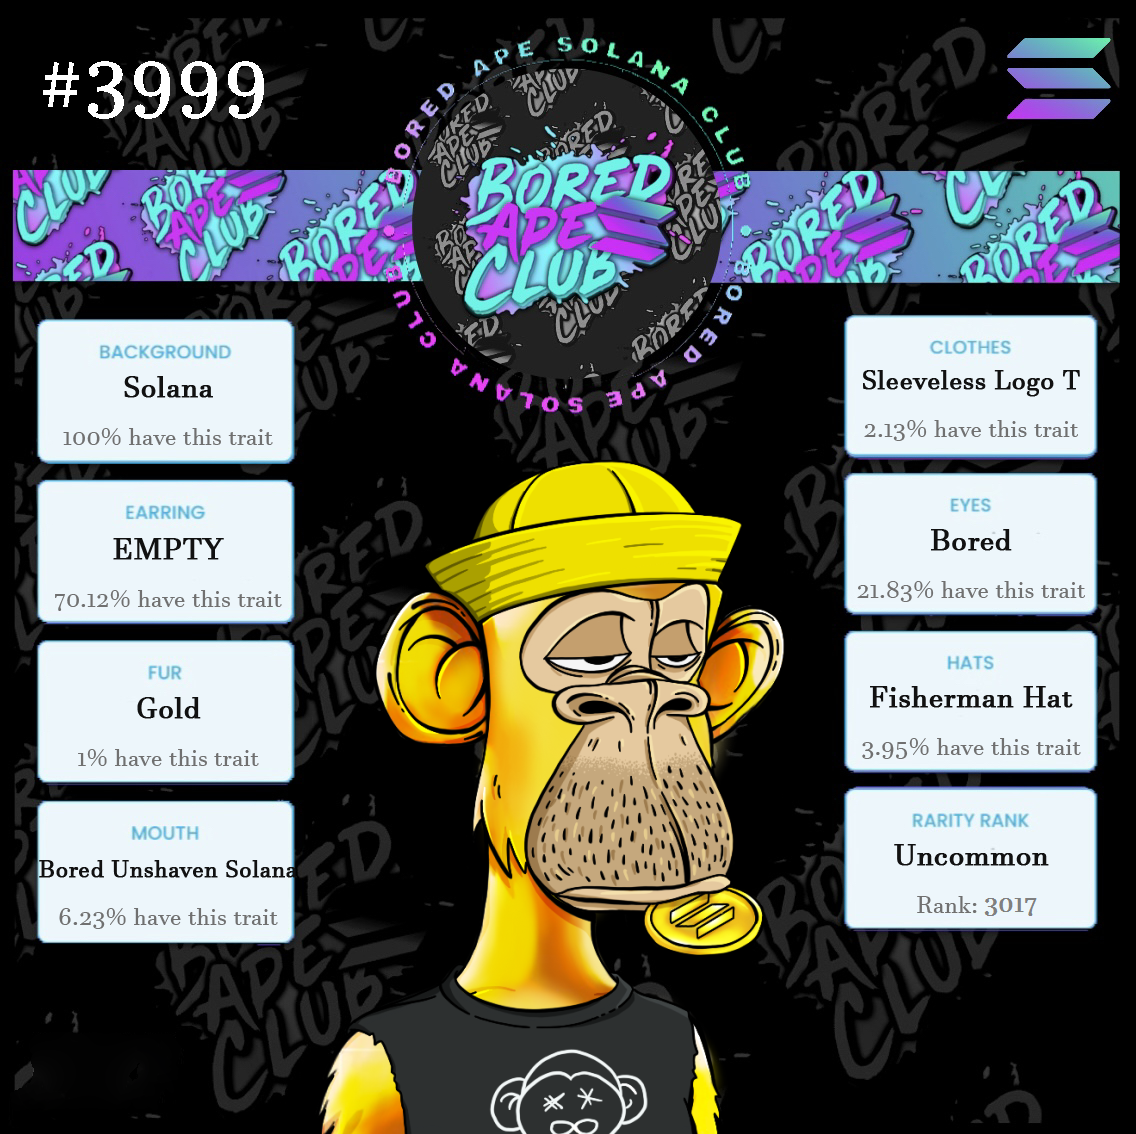 #3999
BORED APE SOLANA CLUB
BORED APE SOLANA CLUB
BORED
APE
CLUB
BACKGROUND
Solana
100% have this trait
EARRING
EMPTY
70.12% have this trait
FUR
Gold
1% have this trait
MOUTH
Bored Unshaven Solana
6.23% have this trait
CLOTHES
Sleeveless Logo T
2.13% have this trait
EYES
Bored
21.83% have this trait
HATS
Fisherman Hat
3.95% have this trait
RARITY RANK
Uncommon
Rank: 3017